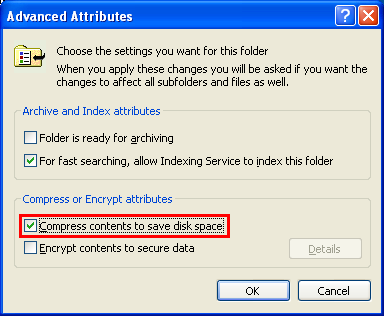 Advanced Attributes
?
Choose the settings you want for this folder
When you apply these changes you will be asked if you want the
changes to affect all subfolders and files as well.
Archive and Index attributes
Folder is ready for archiving
For fast searching, allow Indexing Service to index this folder
Compress or Encrypt attributes
Compress contents to save disk space
Encrypt contents to secure data
Details
OK
Cancel